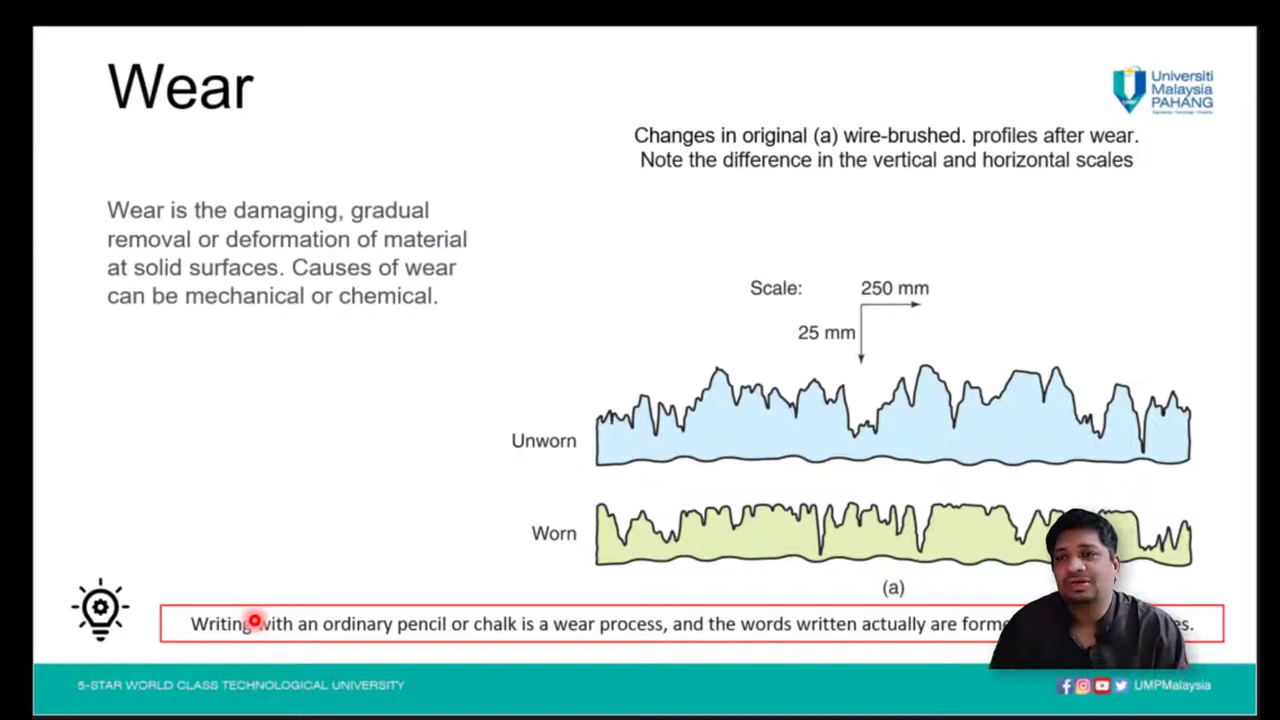 Wear
Universiti
Malaysia
PAHANG
Changes in original (a) wire-brushed. profiles after wear.
Note the difference in the vertical and horizontal scales
Wear is the damaging, gradual
removal or deformation of material
at solid surfaces. Causes of wear
can be mechanical or chemical.
Scale: 250 mm
25 mm
Unworn
Worn
(a)
Writing with an ordinary pencil or chalk is a wear process, and the words written actually are
5-STAR WORLD CLASS TECHNOLOGICAL UNIVERSITY
UMPMalaysia